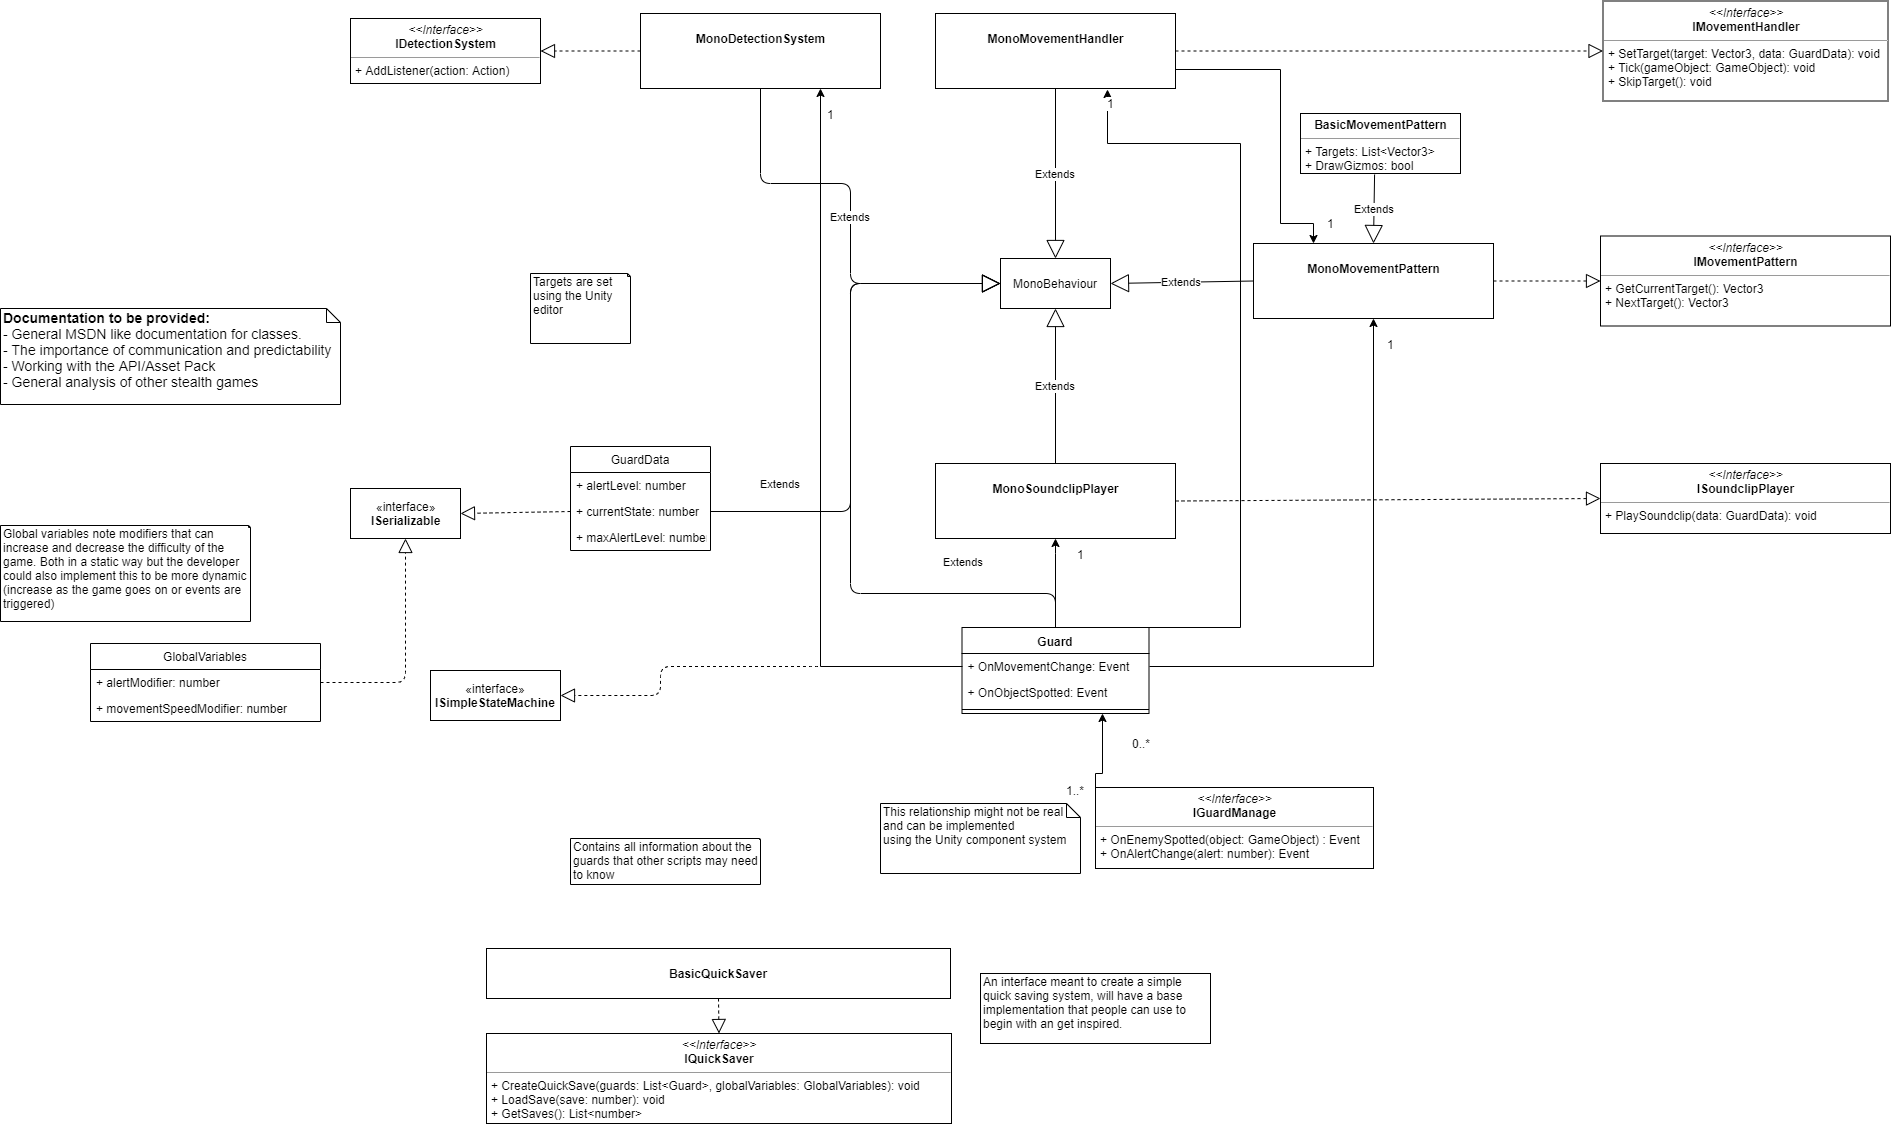 <<Interface>>
IDetectionSystem
+ AddListener(action: Action)
MonoDetectionSystem
1
Extends
MonoMovementHandler
1
Extends
<<Interface>>
IMovementHandler
+ SetTarget(target: Vector3, data: GuardData): void
+ Tick(gameObject: GameObject): void
+ SkipTarget(): void
BasicMovementPattern
+ Targets: List<Vector3>
+ DrawGizmos: bool
Extends
1
MonoMovementPattern
Extends
MonoBehaviour
1
<<Interface>>
IMovementPattern
+ GetCurrentTarget(): Vector3
+ NextTarget(): Vector3
Targets are set
using the Unity
editor
Documentation to be provided:
- General MSDN like documentation for classes.
- The importance of communication and predictability
- Working with the API/Asset Pack
- General analysis of other stealth games
Extends
GuardData
+ alertLevel: number
+ currentState: number
+ maxAlertLevel: numbe
Extends
«interface»
ISerializable
MonoSoundclipPlayer
1
Extends
<<Interface>>
ISoundclipPlayer
+ PlaySoundclip(data: GuardData): void
Global variables note modifiers that can
increase and decrease the difficulty of the
game. Both in a static way but the developer
could also implement this to be more dynamic
(increase as the game goes on or events are
triggered)
GlobalVariables
+ alertModifier: number
+ movementSpeedModifier: number
«interface»
ISimpleStateMachine
Guard
+ OnMovementChange: Event
+ OnObjectSpotted: Event
0..*
1..*
This relationship might not be real
and can be implemented
using the Unity component system
<<Interface>>
IGuardManage
+ OnEnemySpotted(object: GameObject) : Event
+ OnAlertChange(alert: number): Event
Contains all information about the
guards that other scripts may need
to know
BasicQuickSaver
An interface meant to create a simple
quick saving system, will have a base
implementation that people can use to
begin with an get inspired.
<<Interface>>
IQuickSaver
+ CreateQuickSave(guards: List<Guard>, globalVariables: GlobalVariables): void
+ LoadSave(save: number): void
+ GetSaves(): List<number>